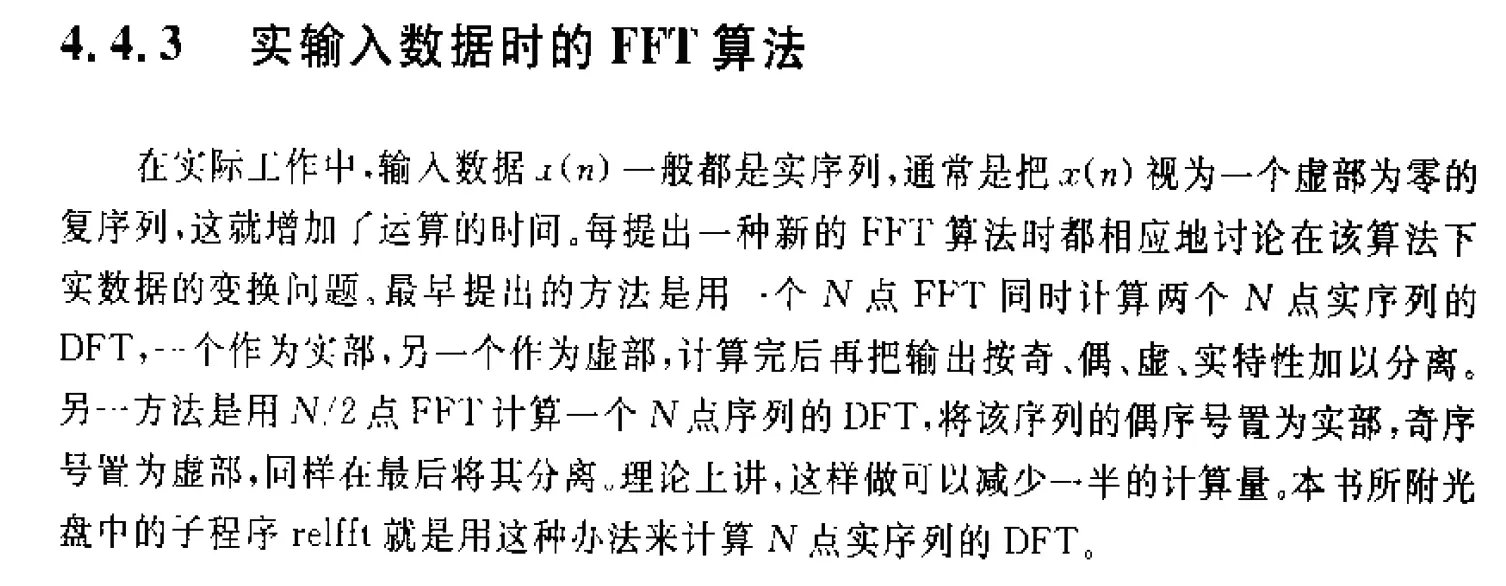 4.4.3 实输入数据时的 FFT 算法
在实际工作中,输入数据 x(n) 一般都是实序列,通常是把 x(n) 视为一个虚部为零的
复序列,这就增加了运算的时间。每提出一种新的 FFT 算法时都相应地讨论在该算法下
实数据的变换问题。最早提出的方法是用一个 N 点 FFT 同时计算两个 N 点实序列的
DFT,一个作为实部,另一个作为虚部,计算完后再把输出按奇、偶、虚、实特性加以分离。
另一方法是用 N/2 点 FFT 计算一个 N 点序列的 DFT,将该序列的偶序号置为实部,奇序
号置为虚部,同样在最后将其分离。理论上讲,这样做可以减少一半的计算量。本书所附光
盘中的子程序 relfft 就是用这种办法来计算 N 点实序列的 DFT。